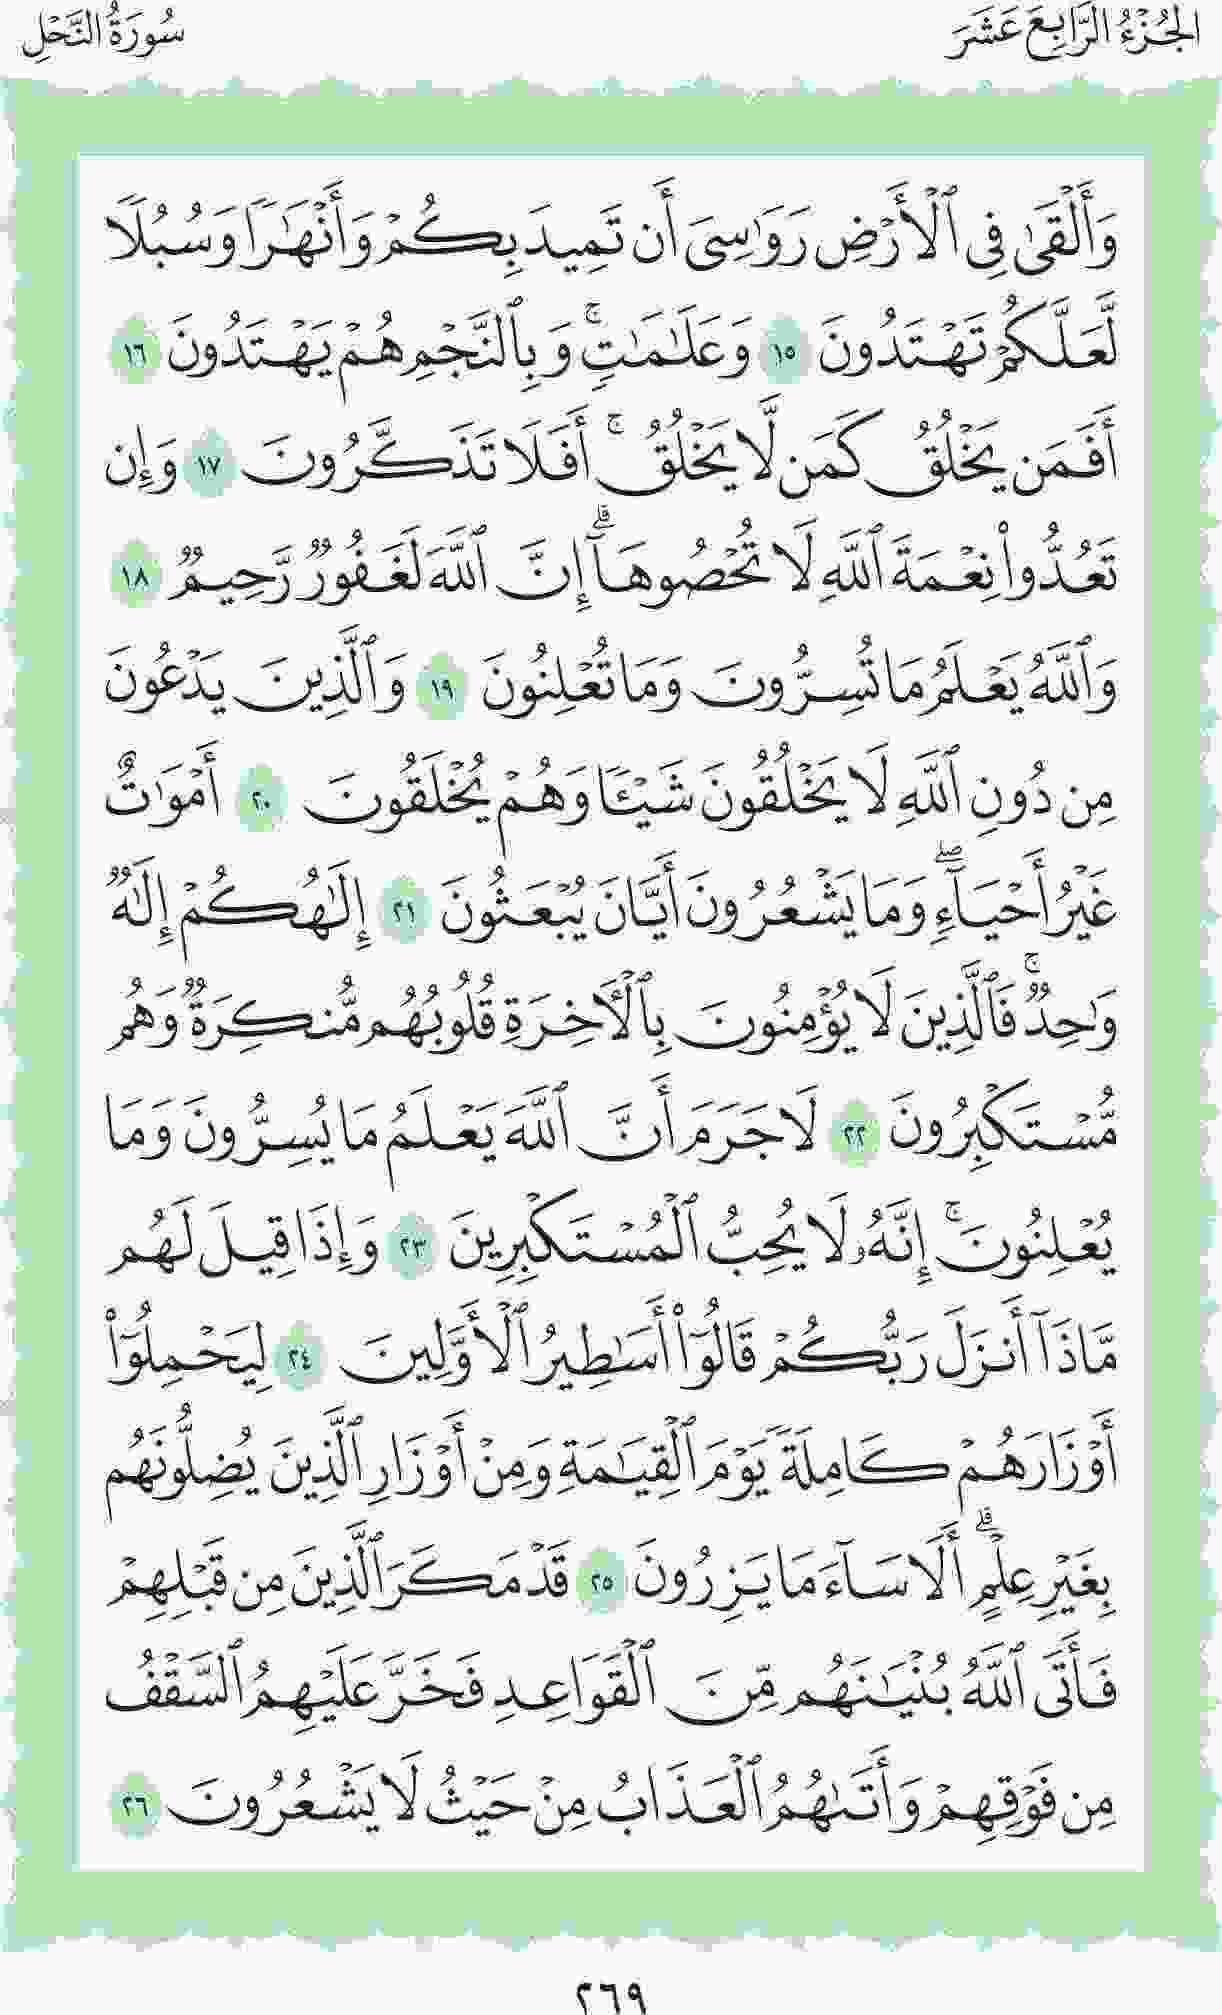 الجُزْءُ الرَّابِعَ عَشَرَ
سُورَةُ النَّحْلِ
وَأَلْقَىٰ فِي ٱلْأَرْضِ رَوَٰسِيَ أَن تَمِيدَ بِكُمْ وَأَنْهَٰرًا وَسُبُلًا
لَّعَلَّكُمْ تَهْتَدُونَ ١٥ وَعَلَٰمَٰتٍۚ وَبِٱلنَّجْمِ هُمْ يَهْتَدُونَ ١٦
أَفَمَن يَخْلُقُ كَمَن لَّا يَخْلُقُۚ أَفَلَا تَذَكَّرُونَ ١٧ وَإِن
تَعُدُّوا۟ نِعْمَةَ ٱللَّهِ لَا تُحْصُوهَآۗ إِنَّ ٱللَّهَ لَغَفُورٌ رَّحِيمٌ ١٨
وَٱللَّهُ يَعْلَمُ مَا تُسِرُّونَ وَمَا تُعْلِنُونَ ١٩ وَٱلَّذِينَ يَدْعُونَ
مِن دُونِ ٱللَّهِ لَا يَخْلُقُونَ شَيْـًٔا وَهُمْ يُخْلَقُونَ ٢٠ أَمْوَٰتٌ
غَيْرُ أَحْيَآءٍۖ وَمَا يَشْعُرُونَ أَيَّانَ يُبْعَثُونَ ٢١ إِلَٰهُكُمْ إِلَٰهٌ
وَٰحِدٌۚ فَٱلَّذِينَ لَا يُؤْمِنُونَ بِٱلْـَٔاخِرَةِ قُلُوبُهُم مُّنكِرَةٌ وَهُم
مُّسْتَكْبِرُونَ ٢٢ لَا جَرَمَ أَنَّ ٱللَّهَ يَعْلَمُ مَا يُسِرُّونَ وَمَا
يُعْلِنُونَۚ إِنَّهُۥ لَا يُحِبُّ ٱلْمُسْتَكْبِرِينَ ٢٣ وَإِذَا قِيلَ لَهُم
مَّاذَآ أَنزَلَ رَبُّكُمْ قَالُوٓا۟ أَسَٰطِيرُ ٱلْأَوَّلِينَ ٢٤ لِيَحْمِلُوٓا۟
أَوْزَارَهُمْ كَامِلَةً يَوْمَ ٱلْقِيَٰمَةِ وَمِنْ أَوْزَارِ ٱلَّذِينَ يُضِلُّونَهُم
بِغَيْرِ عِلْمٍۗ أَلَا سَآءَ مَا يَزِرُونَ ٢٥ قَدْ مَكَرَ ٱلَّذِينَ مِن قَبْلِهِمْ
فَأَتَى ٱللَّهُ بُنْيَٰنَهُم مِّنَ ٱلْقَوَاعِدِ فَخَرَّ عَلَيْهِمُ ٱلسَّقْفُ
مِن فَوْقِهِمْ وَأَتَىٰهُمُ ٱلْعَذَابُ مِنْ حَيْثُ لَا يَشْعُرُونَ ٢٦
٢٦٩